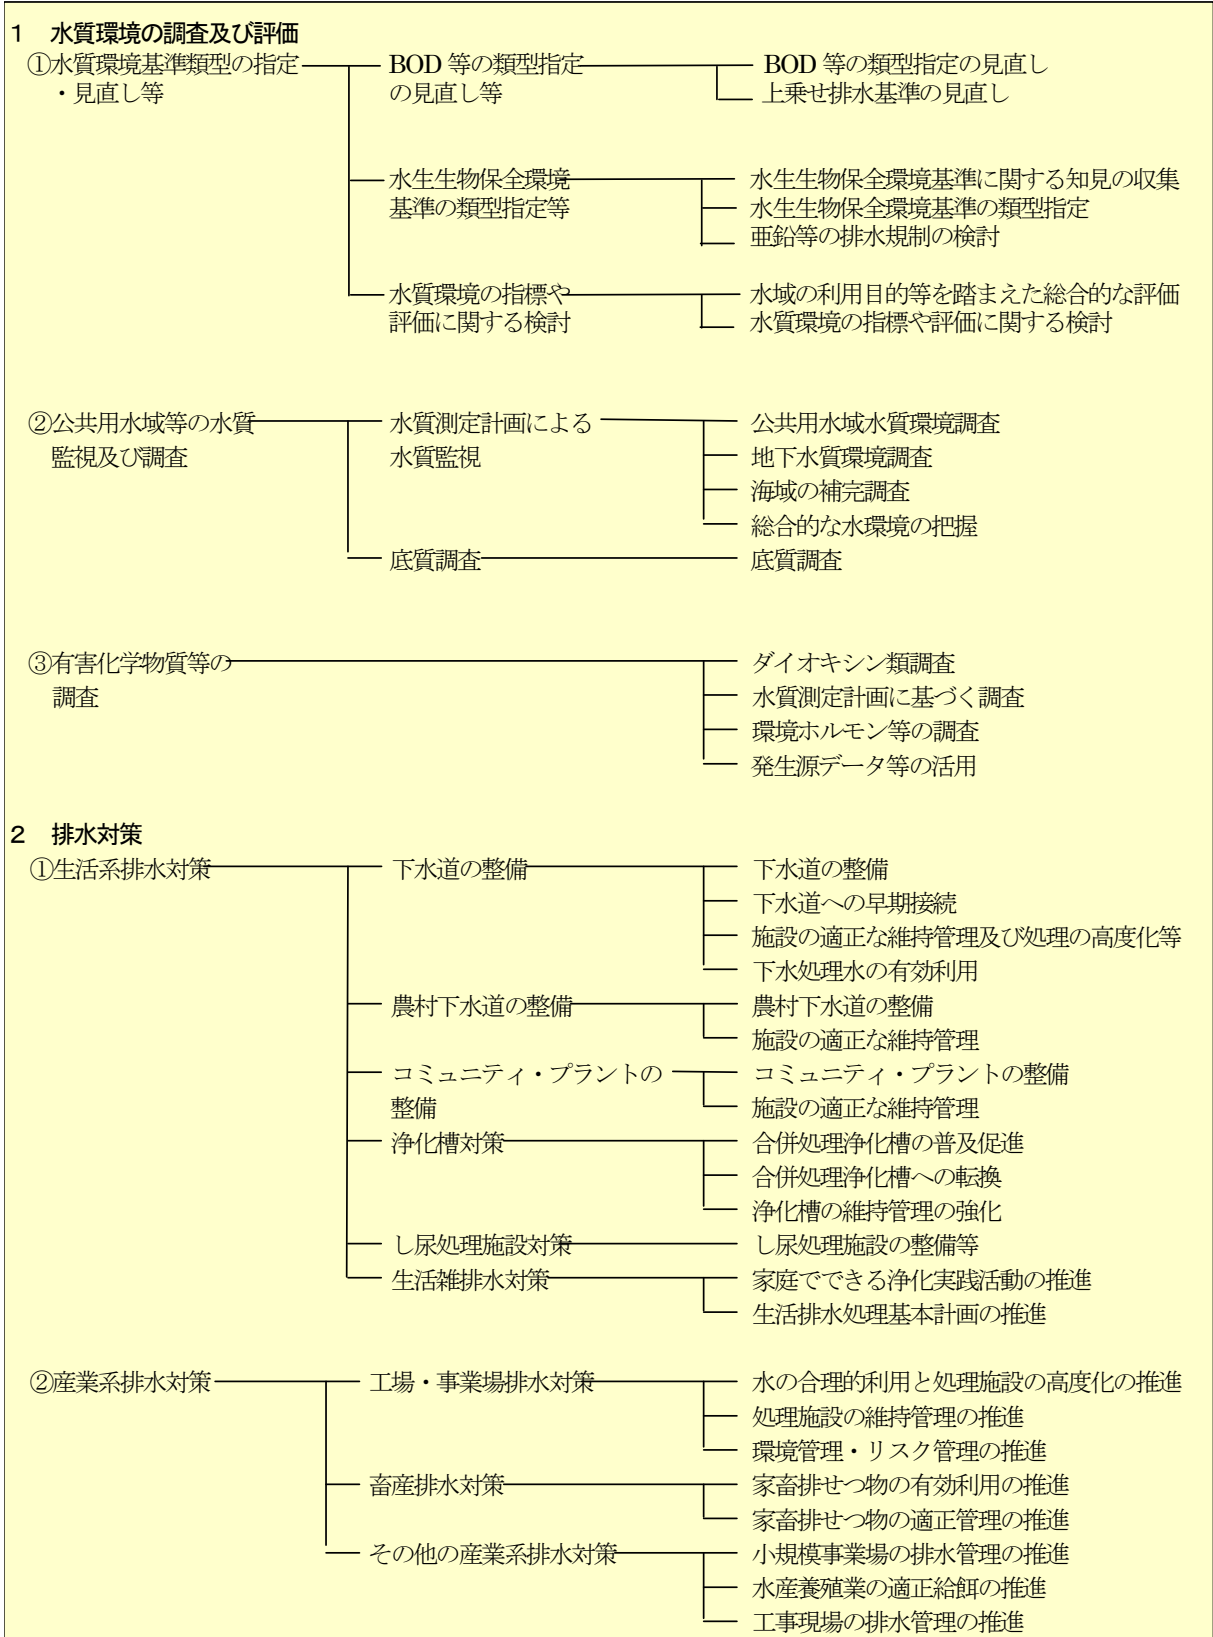 1 水質環境の調査及び評価
①水質環境基準類型の指定 BOD 等の類型指定 BOD 等の類型指定の見直し
・見直し等 の見直し等 上乗せ排水基準の見直し
水生生物保全環境 水生生物保全環境基準に関する知見の収集
基準の類型指定等 水生生物保全環境基準の類型指定
亜鉛等の排水規制の検討
水質環境の指標や 水域の利用目的等を踏まえた総合的な評価
評価に関する検討 水質環境の指標や評価に関する検討
②公共用水域等の水質 水質測定計画による 公共用水域水質環境調査
監視及び調査 水質監視 地下水質環境調査
海域の補完調査
総合的な水環境の把握
底質調査 底質調査
③有害化学物質等の ダイオキシン類調査
調査 水質測定計画に基づく調査
環境ホルモン等の調査
発生源データ等の活用
2 排水対策
①生活系排水対策 下水道の整備 下水道の整備
下水道への早期接続
施設の適正な維持管理及び処理の高度化等
下水処理水の有効利用
農村下水道の整備 農村下水道の整備
施設の適正な維持管理
コミュニティ・プラントの コミュニティ・プラントの整備
整備 施設の適正な維持管理
浄化槽対策 合併処理浄化槽の普及促進
合併処理浄化槽への転換
浄化槽の維持管理の強化
し尿処理施設対策 し尿処理施設の整備等
生活雑排水対策 家庭でできる浄化実践活動の推進
生活排水処理基本計画の推進
②産業系排水対策 工場・事業場排水対策 水の合理的利用と処理施設の高度化の推進
処理施設の維持管理の推進
環境管理・リスク管理の推進
畜産排水対策 家畜排せつ物の有効利用の推進
家畜排せつ物の適正管理の推進
その他の産業系排水対策 小規模事業場の排水管理の推進
水産養殖業の適正給餌の推進
工事現場の排水管理の推進